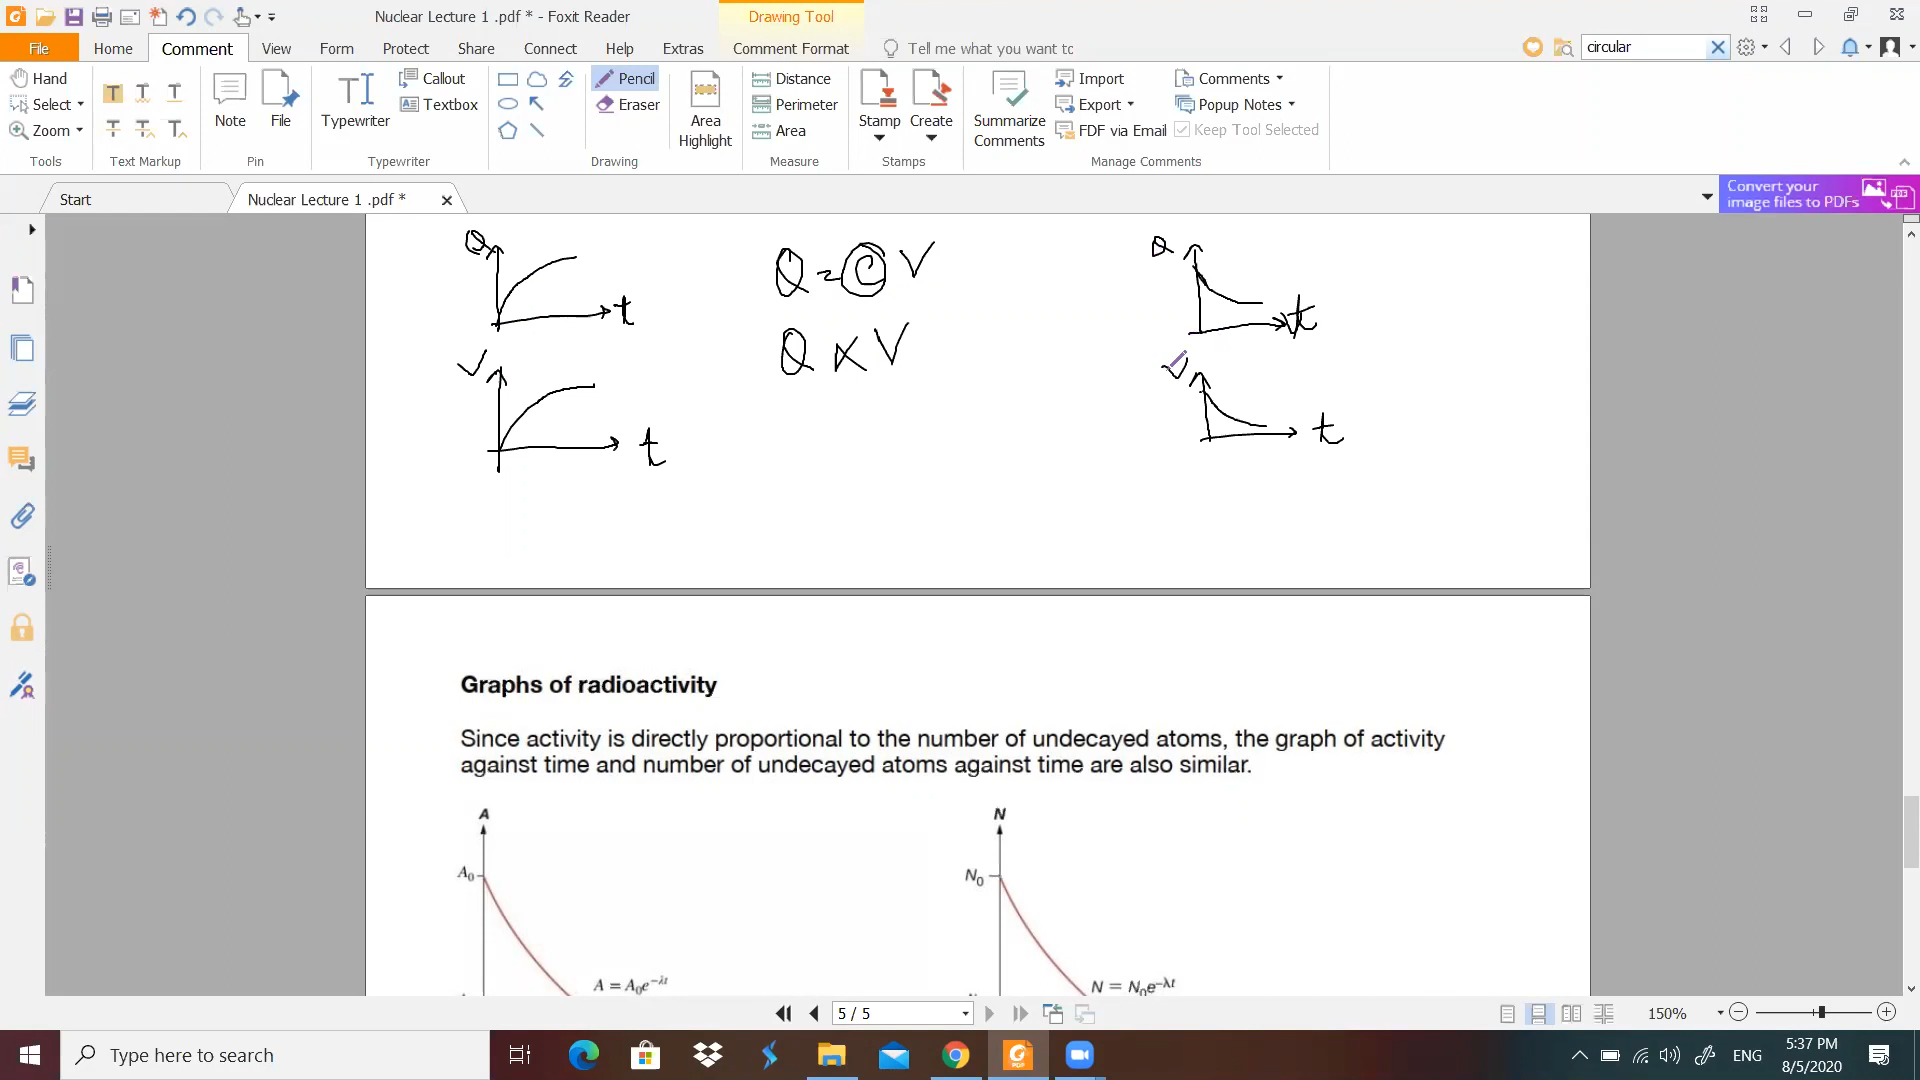 Nuclear Lecture 1 .pdf * - Foxit Reader
Drawing Tool
File Home Comment View Form Protect Share Connect Help Extras Comment Format Tell me what you want to
circular
Hand
Select
Zoom
Tools
Text Markup
Note
File
Pin
Typewriter
Callout
Textbox
Typewriter
Pencil
Eraser
Drawing
Area
Highlight
Distance
Perimeter
Area
Measure
Stamp
Create
Stamps
Summarize
Comments
Import
Export
FDF via Email
Comments
Popup Notes
Keep Tool Selected
Manage Comments
Start
Nuclear Lecture 1 .pdf *
Convert your
image files to PDFs
Q
t
Q = C V
Q
t
V
t
Q ∝ V
V
t
Graphs of radioactivity
Since activity is directly proportional to the number of undecayed atoms, the graph of activity
against time and number of undecayed atoms against time are also similar.
A
A₀
A = A₀e^−λt
N
N₀
N = N₀e^−λt
5 / 5
150%
Type here to search
ENG
5:37 PM
8/5/2020